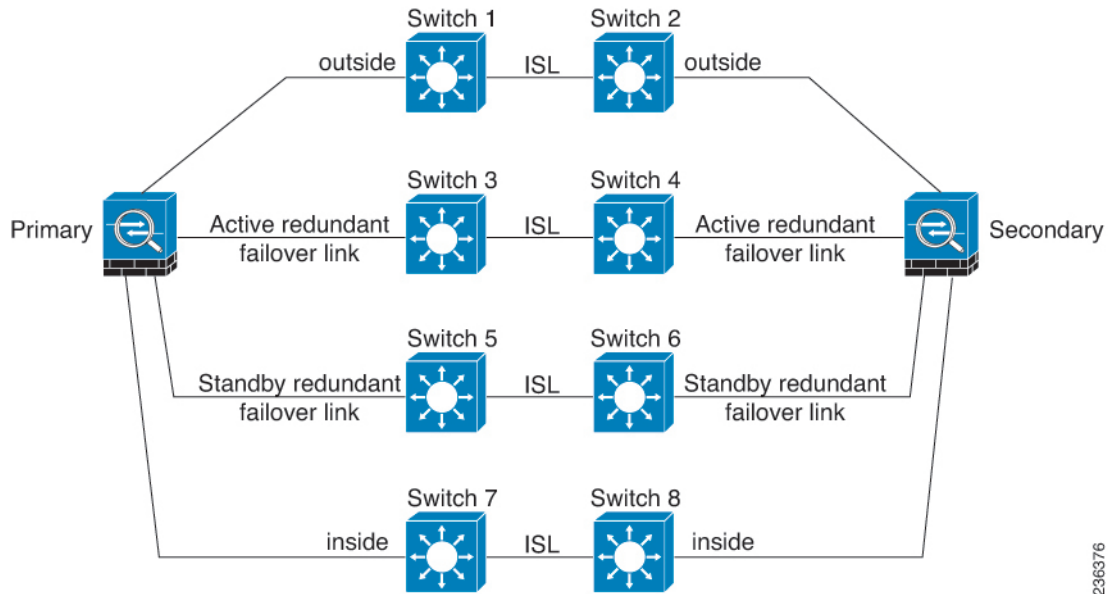 Switch 1
Switch 2
outside
ISL
outside
Switch 3
Switch 4
Primary
Active redundant
failover link
ISL
Active redundant
failover link
Secondary
Switch 5
Switch 6
Standby redundant
failover link
ISL
Standby redundant
failover link
Switch 7
Switch 8
inside
ISL
inside
236376